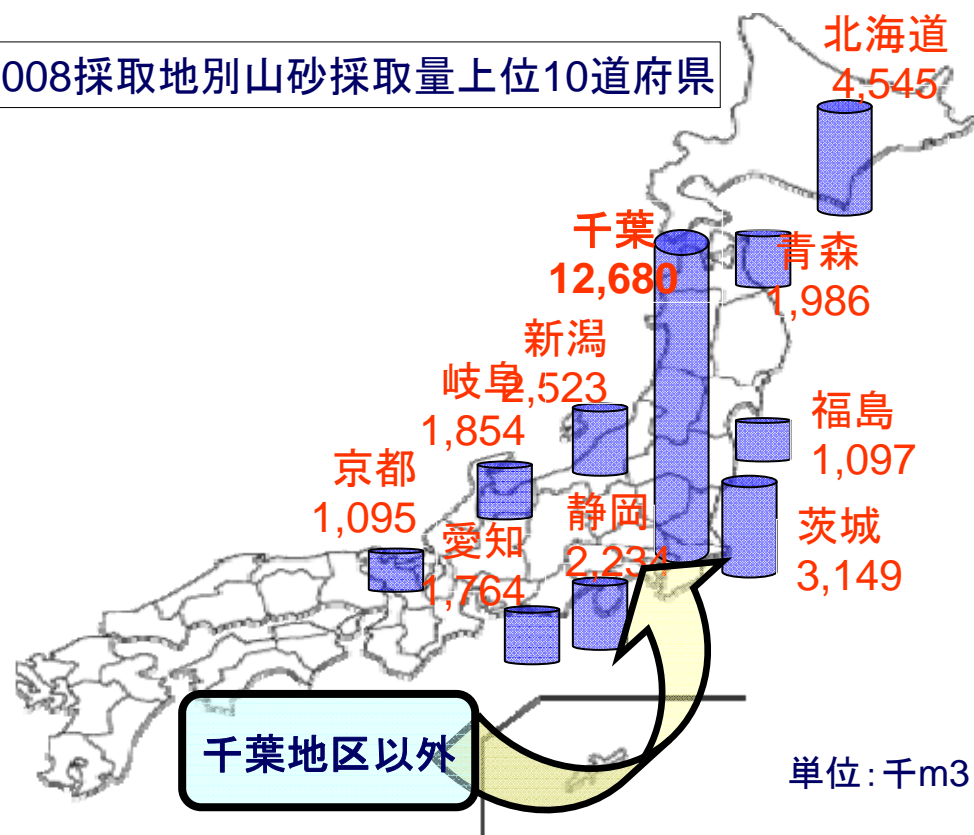 008採取地別山砂採取量上位10道府県
北海道
4,545
千葉
12,680
青森
1,986
新潟
2,523
岐阜
1,854
福島
1,097
京都
1,095
静岡
2,234
愛知
1,764
茨城
3,149
千葉地区以外
単位：千m3